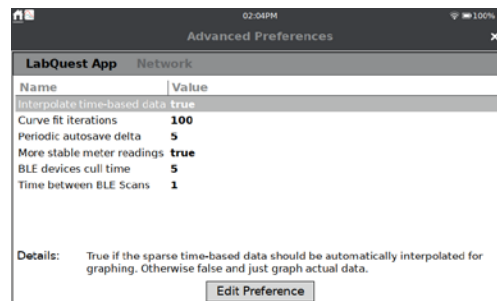 02:04PM 100%
Advanced Preferences x
LabQuest App Network
Name Value
Interpolate time-based data true
Curve fit iterations 100
Periodic autosave delta 5
More stable meter readings true
BLE devices cull time 5
Time between BLE Scans 1
Details: True if the sparse time-based data should be automatically interpolated for
graphing. Otherwise false and just graph actual data.
Edit Preference